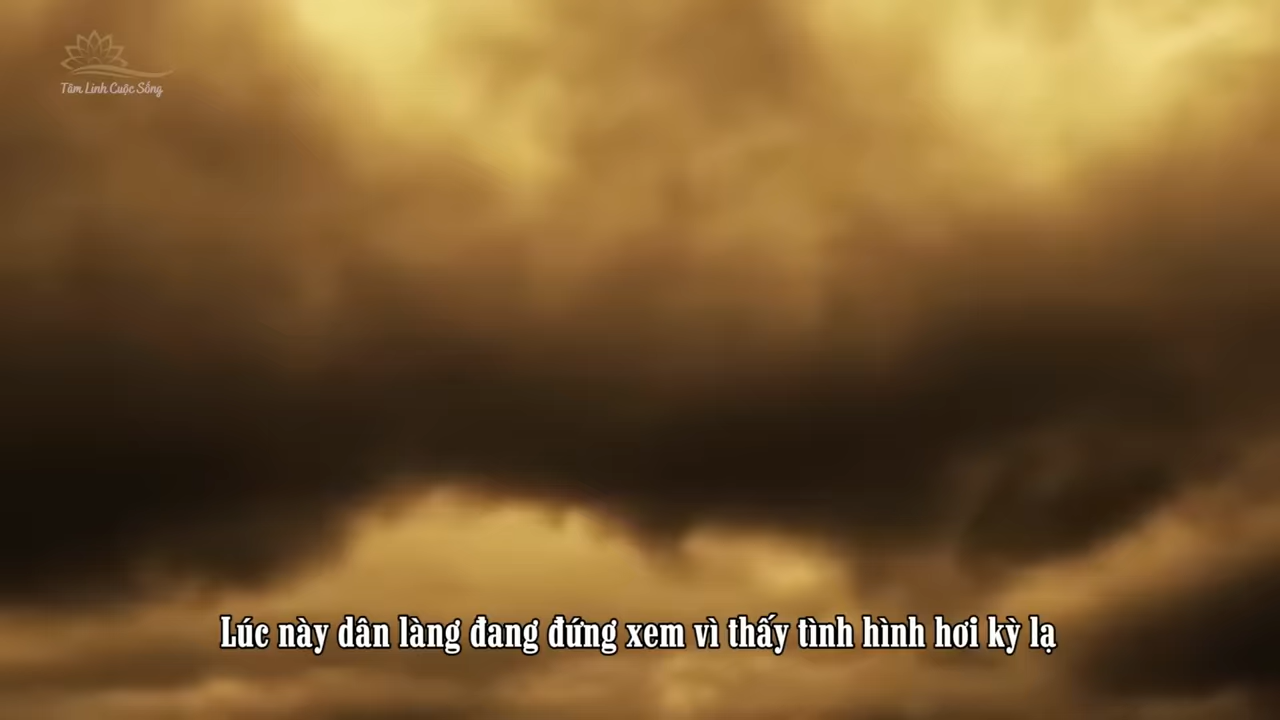 Tâm Linh Cuộc Sống
Lúc này dân làng đang đứng xem vì thấy tình hình hơi kỳ lạ